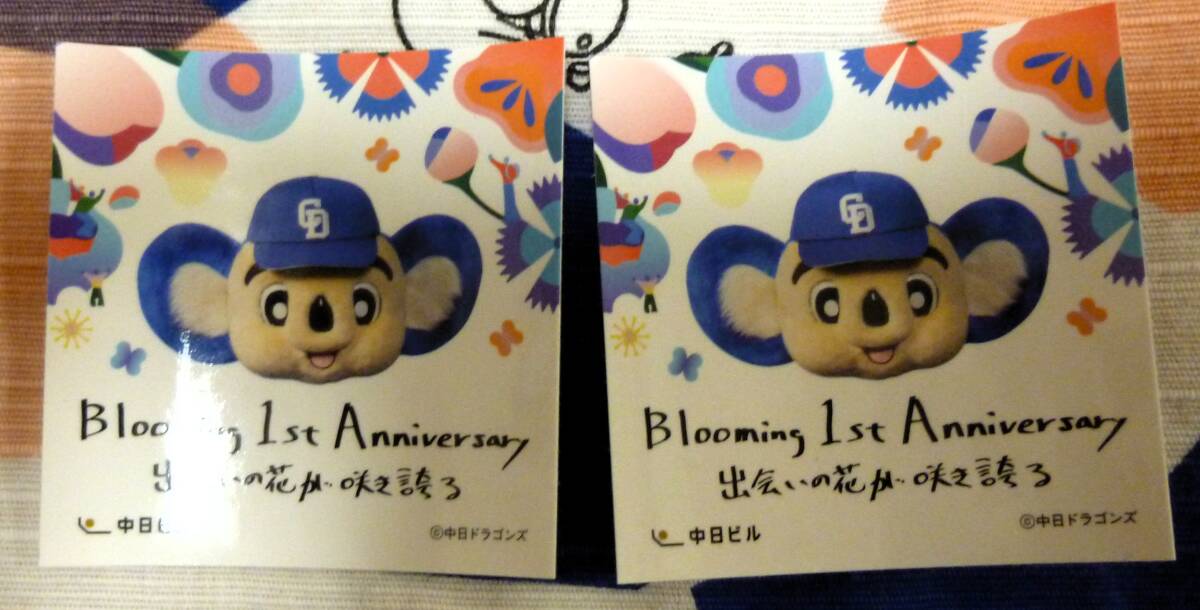 CD
Blooming 1st Anniversary
出会いの花が咲き誇る
中日
©中日ドラゴンズ
CD
Blooming 1st Anniversary
出会いの花が咲き誇る
中日ビル
©中日ドラゴンズ